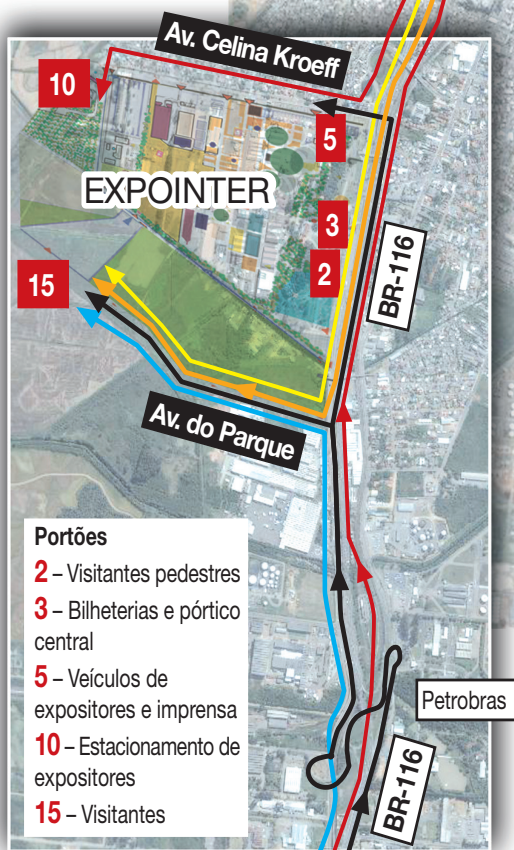 Av. Celina Kroeff
10
5
EXPOINTER
3
2
BR-116
15
Av. do Parque
Portões
2 – Visitantes pedestres
3 – Bilheterias e pórtico
central
5 – Veículos de
expositores e imprensa
10 – Estacionamento de
expositores
15 – Visitantes
Petrobras
BR-116